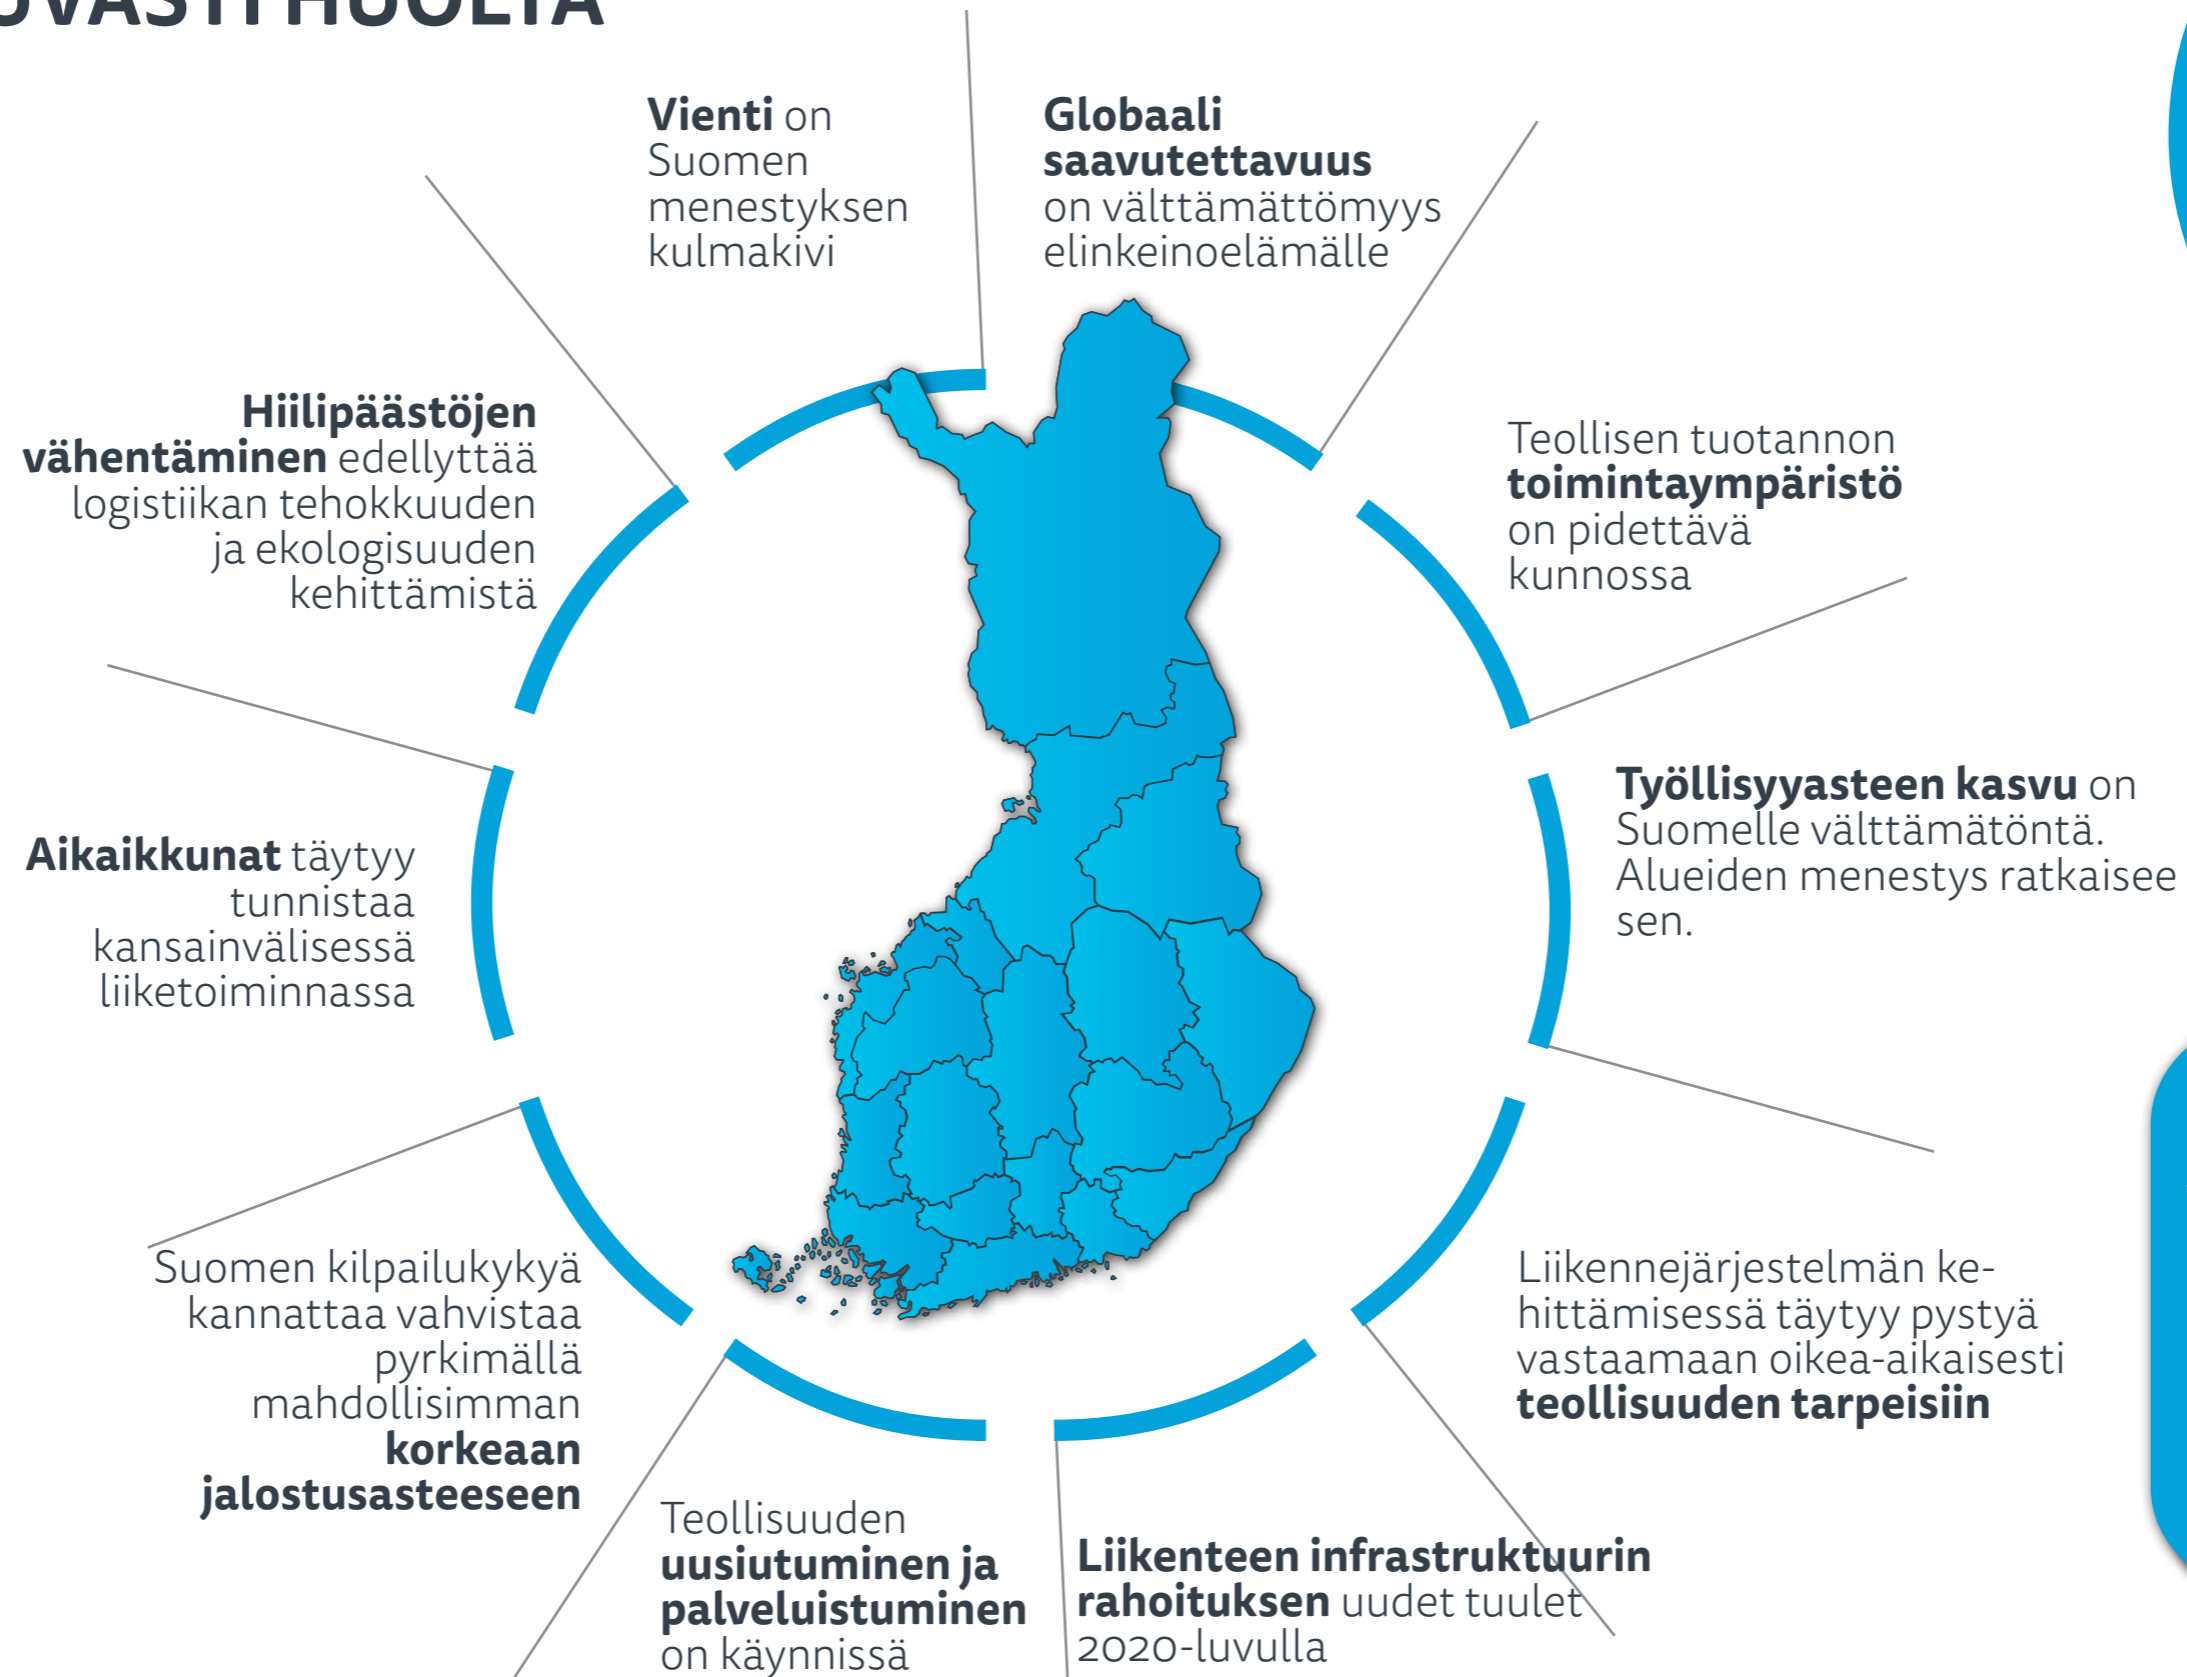 HUOLTA
Vienti on
Suomen
menestyksen
kulmakivi
Globaali
saavutettavuus
on välttämättömyys
elinkeinoelämälle
Teollisen tuotannon
toimintaympäristö
on pidettävä
kunnossa
Työllisyyasteen kasvu on
Suomelle välttämätöntä.
Alueiden menestys ratkaisee
sen.
Liikennejärjestelmän ke-
hittämisessä täytyy pystyä
vastaamaan oikea-aikaisesti
teollisuuden tarpeisiin
Liikenteen infrastruktuurin
rahoituksen uudet tuulet
2020-luvulla
Teollisuuden
uusiutuminen ja
palveluistuminen
on käynnissä
Suomen kilpailukykyä
kannattaa vahvistaa
pyrkimällä
mahdollisimman
korkeaan
jalostusasteeseen
Aikaikkunat täytyy
tunnistaa
kansainvälisessä
liiketoiminnassa
Hiilipäästöjen
vähentäminen edellyttää
logistiikan tehokkuuden
ja ekologisuuden
kehittämistä